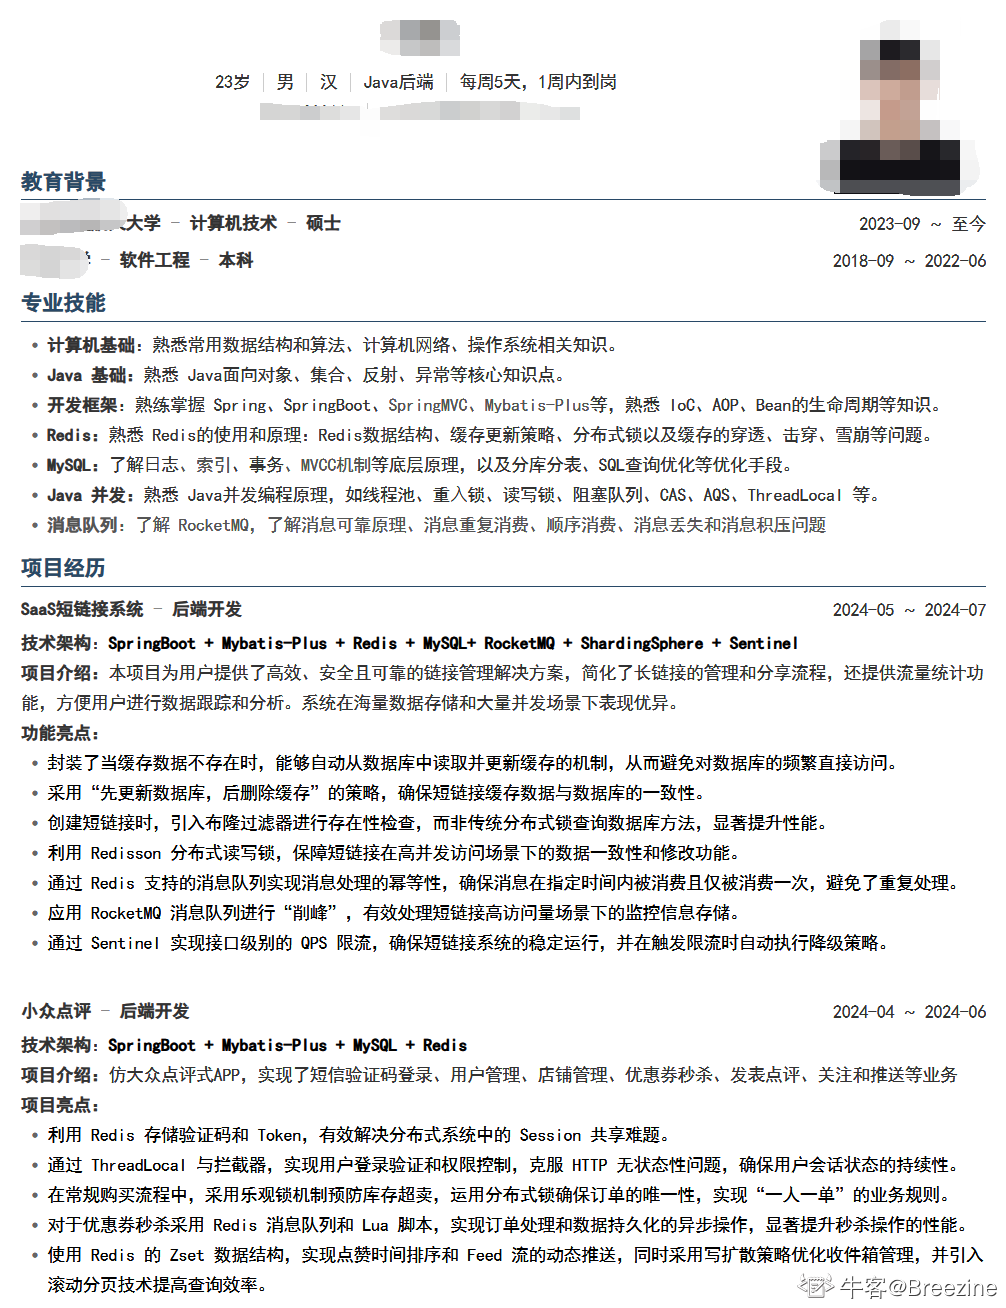 23岁 | 男 | 汉 | Java后端 | 每周5天，1周内到岗
教育背景
大学 - 计算机技术 - 硕士 2023-09 ~ 至今
- 软件工程 - 本科 2018-09 ~ 2022-06
专业技能
• 计算机基础：熟悉常用数据结构和算法、计算机网络、操作系统相关知识。
• Java 基础：熟悉 Java面向对象、集合、反射、异常等核心知识点。
• 开发框架：熟练掌握 Spring、SpringBoot、SpringMVC、Mybatis-Plus等，熟悉 IoC、AOP、Bean的生命周期等知识。
• Redis：熟悉 Redis的使用和原理：Redis数据结构、缓存更新策略、分布式锁以及缓存的穿透、击穿、雪崩等问题。
• MySQL：了解日志、索引、事务、MVCC机制等底层原理，以及分库分表、SQL查询优化等优化手段。
• Java 并发：熟悉 Java并发编程原理，如线程池、重入锁、读写锁、阻塞队列、CAS、AQS、ThreadLocal 等。
• 消息队列：了解 RocketMQ，了解消息可靠原理、消息重复消费、顺序消费、消息丢失和消息积压问题
项目经历
SaaS短链接系统 - 后端开发 2024-05 ~ 2024-07
技术架构：SpringBoot + Mybatis-Plus + Redis + MySQL+ RocketMQ + ShardingSphere + Sentinel
项目介绍：本项目为用户提供了高效、安全且可靠的链接管理解决方案，简化了长链接的管理和分享流程，还提供流量统计功
能，方便用户进行数据跟踪和分析。系统在海量数据存储和大量并发场景下表现优异。
功能亮点：
• 封装了当缓存数据不存在时，能够自动从数据库中读取并更新缓存的机制，从而避免对数据库的频繁直接访问。
• 采用“先更新数据库，后删除缓存”的策略，确保短链接缓存数据与数据库的一致性。
• 创建短链接时，引入布隆过滤器进行存在性检查，而非传统分布式锁查询数据库方法，显著提升性能。
• 利用 Redisson 分布式读写锁，保障短链接在高并发访问场景下的数据一致性和修改功能。
• 通过 Redis 支持的消息队列实现消息处理的幂等性，确保消息在指定时间内被消费且仅被消费一次，避免了重复处理。
• 应用 RocketMQ 消息队列进行“削峰”，有效处理短链接高访问量场景下的监控信息存储。
• 通过 Sentinel 实现接口级别的 QPS 限流，确保短链接系统的稳定运行，并在触发限流时自动执行降级策略。
小众点评 - 后端开发 2024-04 ~ 2024-06
技术架构：SpringBoot + Mybatis-Plus + MySQL + Redis
项目介绍：仿大众点评式APP，实现了短信验证码登录、用户管理、店铺管理、优惠券秒杀、发表点评、关注和推送等业务
项目亮点：
• 利用 Redis 存储验证码和 Token，有效解决分布式系统中的 Session 共享难题。
• 通过 ThreadLocal 与拦截器，实现用户登录验证和权限控制，克服 HTTP 无状态性问题，确保用户会话状态的持续性。
• 在常规购买流程中，采用乐观锁机制预防库存超卖，运用分布式锁确保订单的唯一性，实现“一人一单”的业务规则。
• 对于优惠券秒杀采用 Redis 消息队列和 Lua 脚本，实现订单处理和数据持久化的异步操作，显著提升秒杀操作的性能。
• 使用 Redis 的 Zset 数据结构，实现点赞时间排序和 Feed 流的动态推送，同时采用写扩散策略优化收件箱管理，并引入
滚动分页技术提高查询效率。
牛客@Breezine